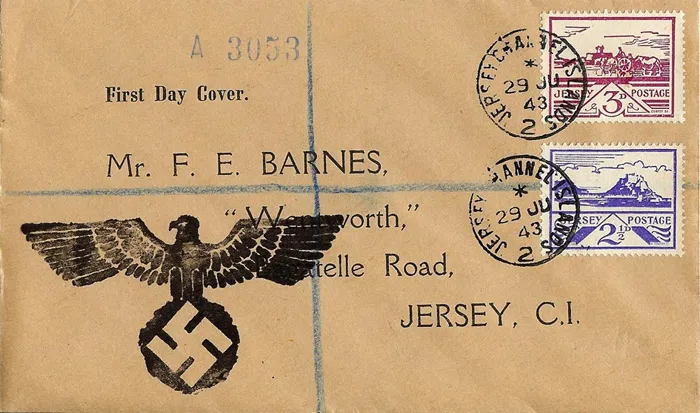 A 3053
First Day Cover.
Mr. F. E. BARNES,
"Wentworth,"
Road,
JERSEY, C.I.
JERSEY, CHANNEL ISLANDS
29 JU
43
2
JERSEY 3D POSTAGE
JERSEY, CHANNEL ISLANDS
29 JU
43
2
JERSEY POSTAGE
2½D